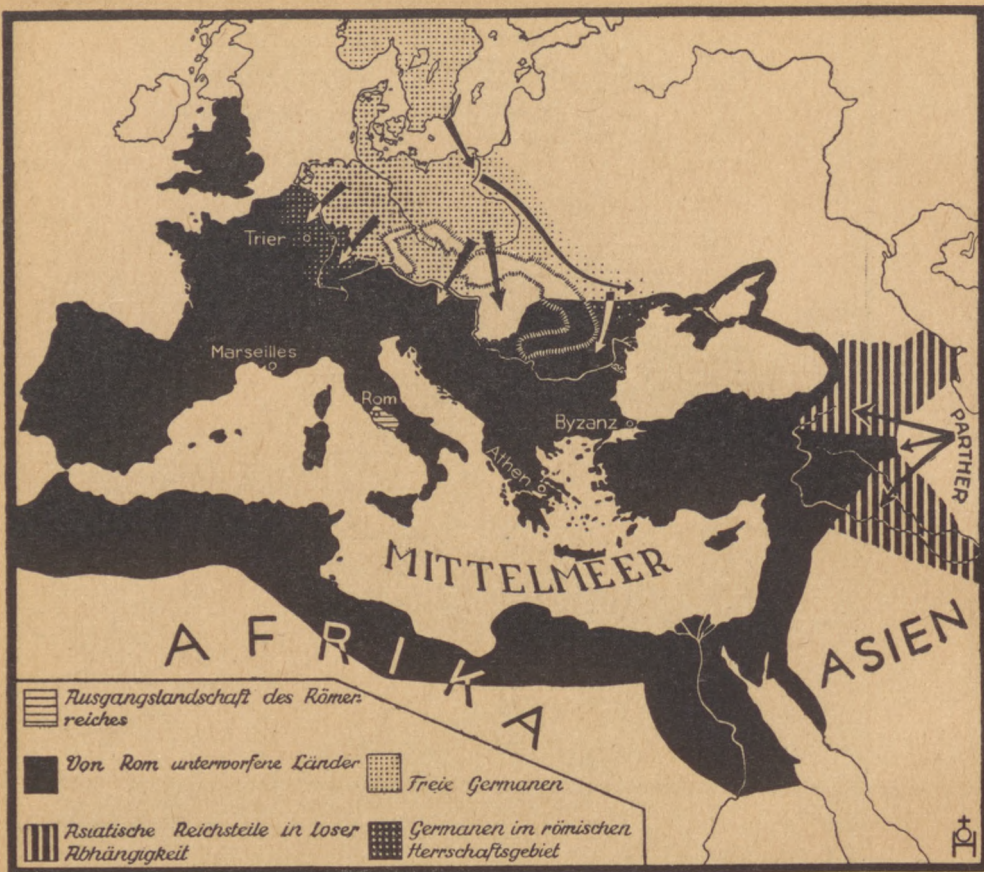 Trier
Marseilles
Rom
Byzanz
Athen
PARTHER
MITTELMEER
AFRIKA
ASIEN
Ausgangslandschaft des Römer-
reiches
Von Rom unterworfene Länder
Freie Germanen
Asiatische Reichsteile in loser
Abhängigkeit
Germanen im römischen
Herrschaftsgebiet